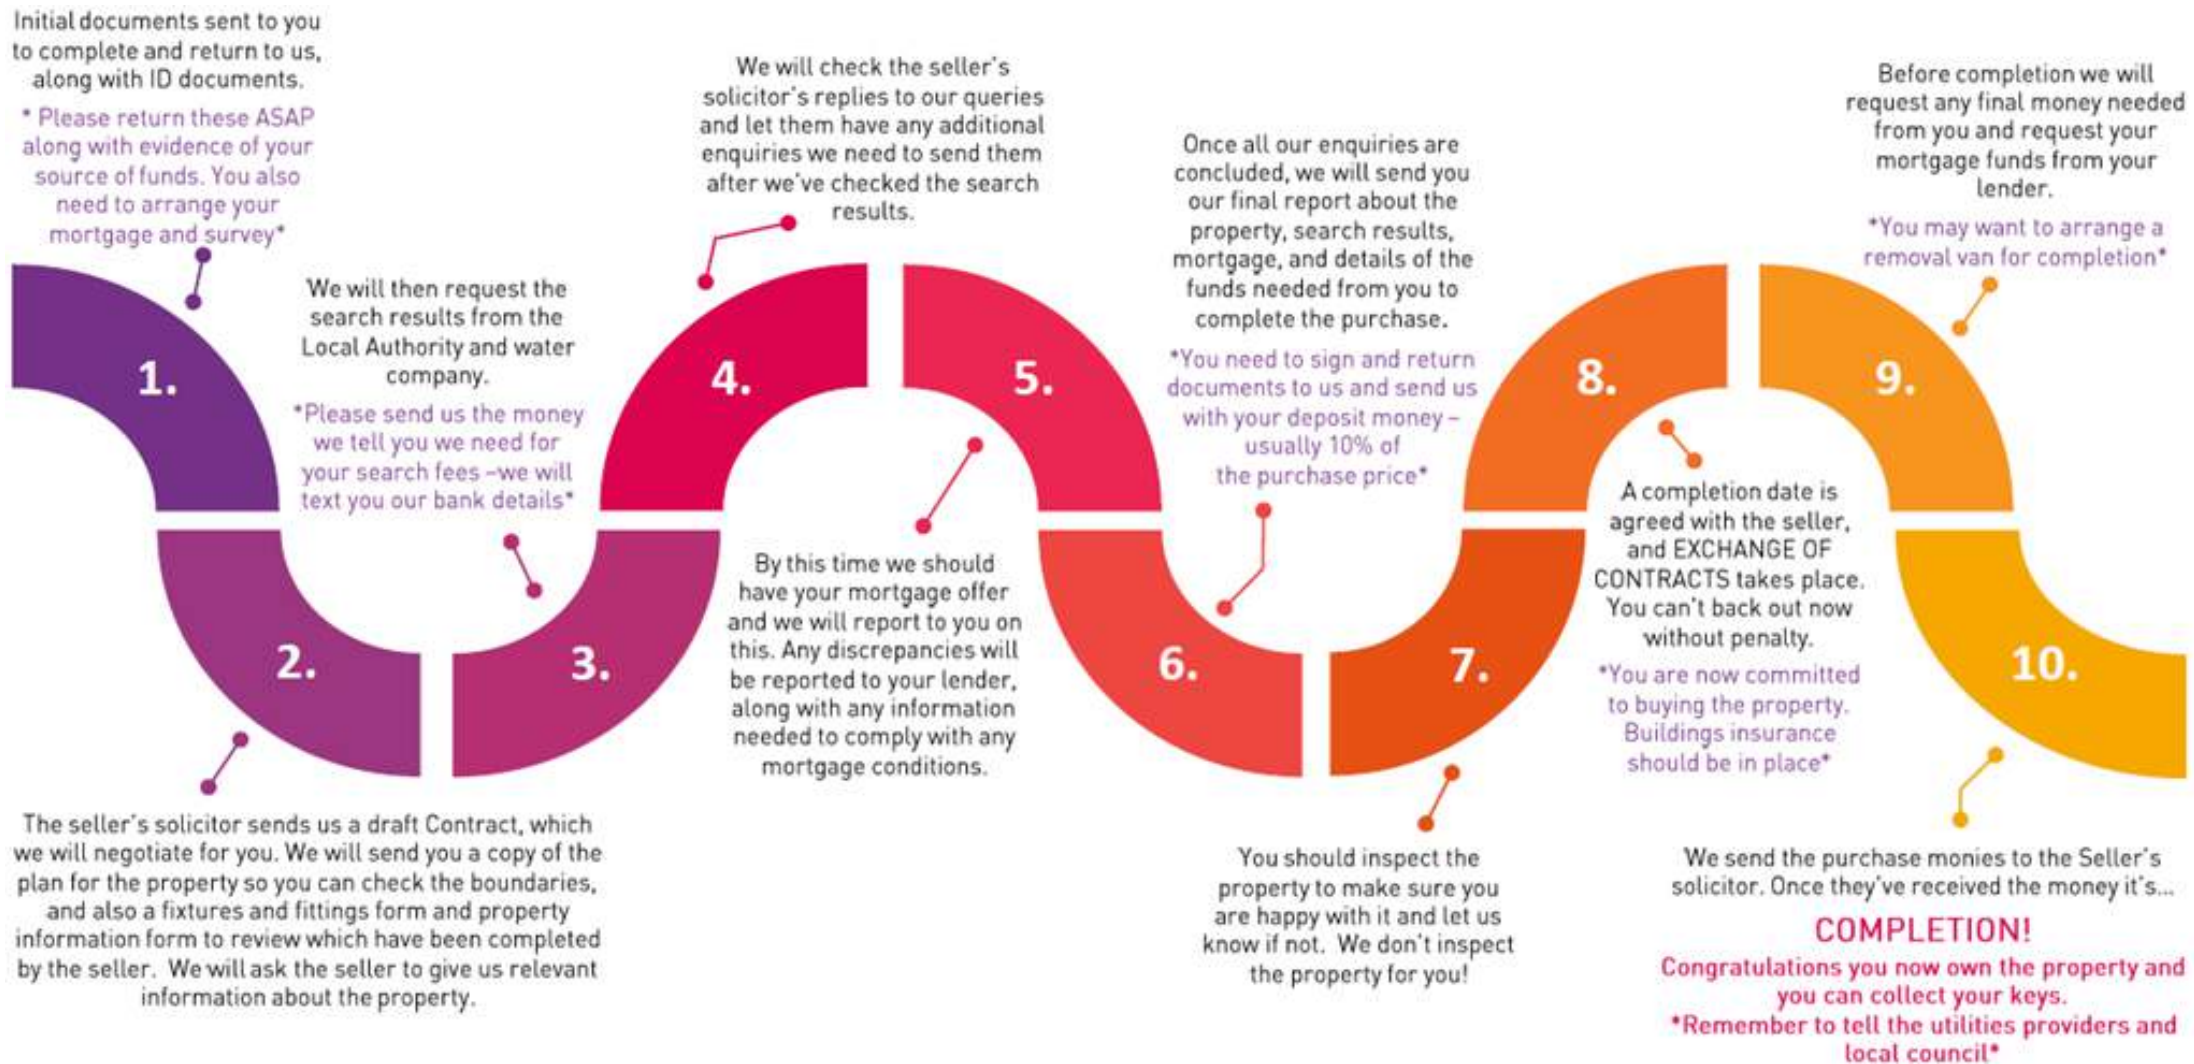 Initial documents sent to you
to complete and return to us,
along with ID documents.
* Please return these ASAP
along with evidence of your
source of funds. You also
need to arrange your
mortgage and survey*
1.
2.
The seller's solicitor sends us a draft Contract, which
we will negotiate for you. We will send you a copy of the
plan for the property so you can check the boundaries,
and also a fixtures and fittings form and property
information form to review which have been completed
by the seller. We will ask the seller to give us relevant
information about the property.
We will then request the
search results from the
Local Authority and water
company.
*Please send us the money
we tell you we need for
your search fees –we will
text you our bank details*
3.
We will check the seller's
solicitor's replies to our queries
and let them have any additional
enquiries we need to send them
after we've checked the search
results.
4.
5.
By this time we should
have your mortgage offer
and we will report to you on
this. Any discrepancies will
be reported to your lender,
along with any information
needed to comply with any
mortgage conditions.
Once all our enquiries are
concluded, we will send you
our final report about the
property, search results,
mortgage, and details of the
funds needed from you to
complete the purchase.
*You need to sign and return
documents to us and send us
with your deposit money –
usually 10% of
the purchase price*
6.
7.
You should inspect the
property to make sure you
are happy with it and let us
know if not. We don't inspect
the property for you!
8.
A completion date is
agreed with the seller,
and EXCHANGE OF
CONTRACTS takes place.
You can't back out now
without penalty.
*You are now committed
to buying the property.
Buildings insurance
should be in place*
Before completion we will
request any final money needed
from you and request your
mortgage funds from your
lender.
*You may want to arrange a
removal van for completion*
9.
10.
We send the purchase monies to the Seller's
solicitor. Once they've received the money it's...
COMPLETION!
Congratulations you now own the property and
you can collect your keys.
*Remember to tell the utilities providers and
local council*